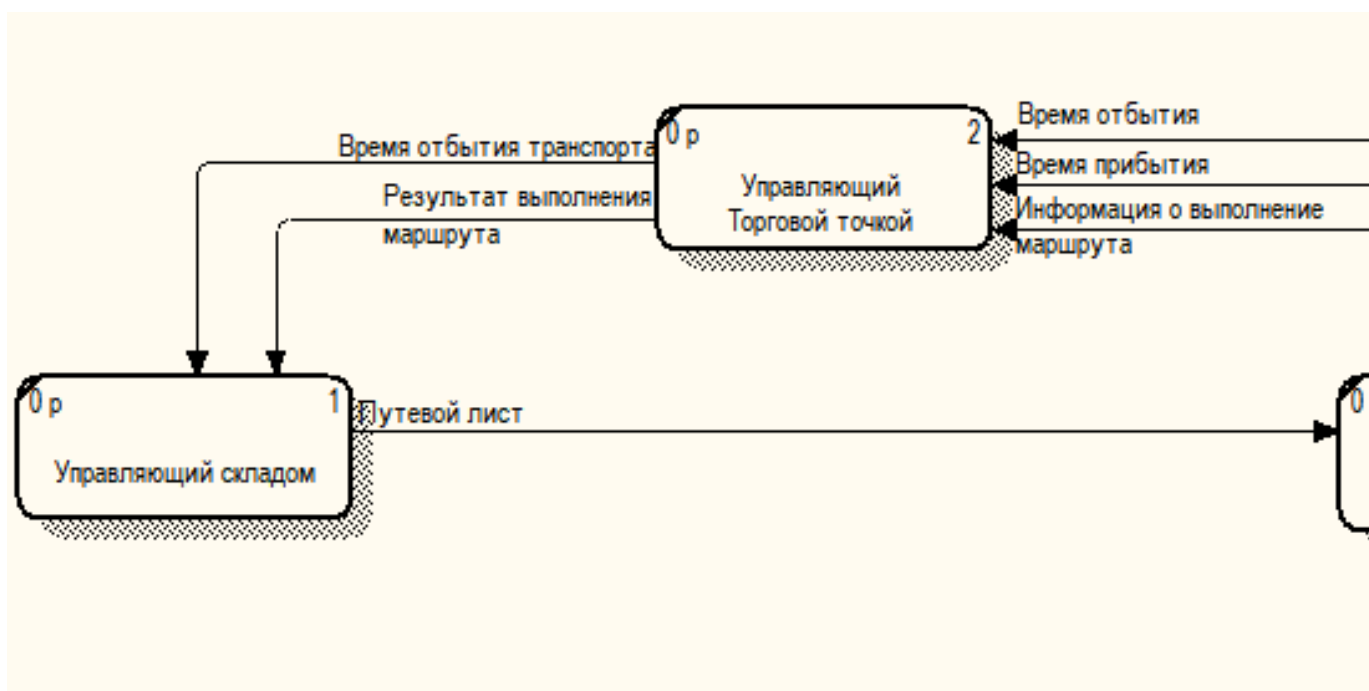 Время отбытия
Время отбытия транспорта
0 р
2
Время прибытия
Управляющий
Торговой точкой
Результат выполнения
маршрута
Информация о выполнение
маршрута
0 р
1
Путевой лист
0
Управляющий складом